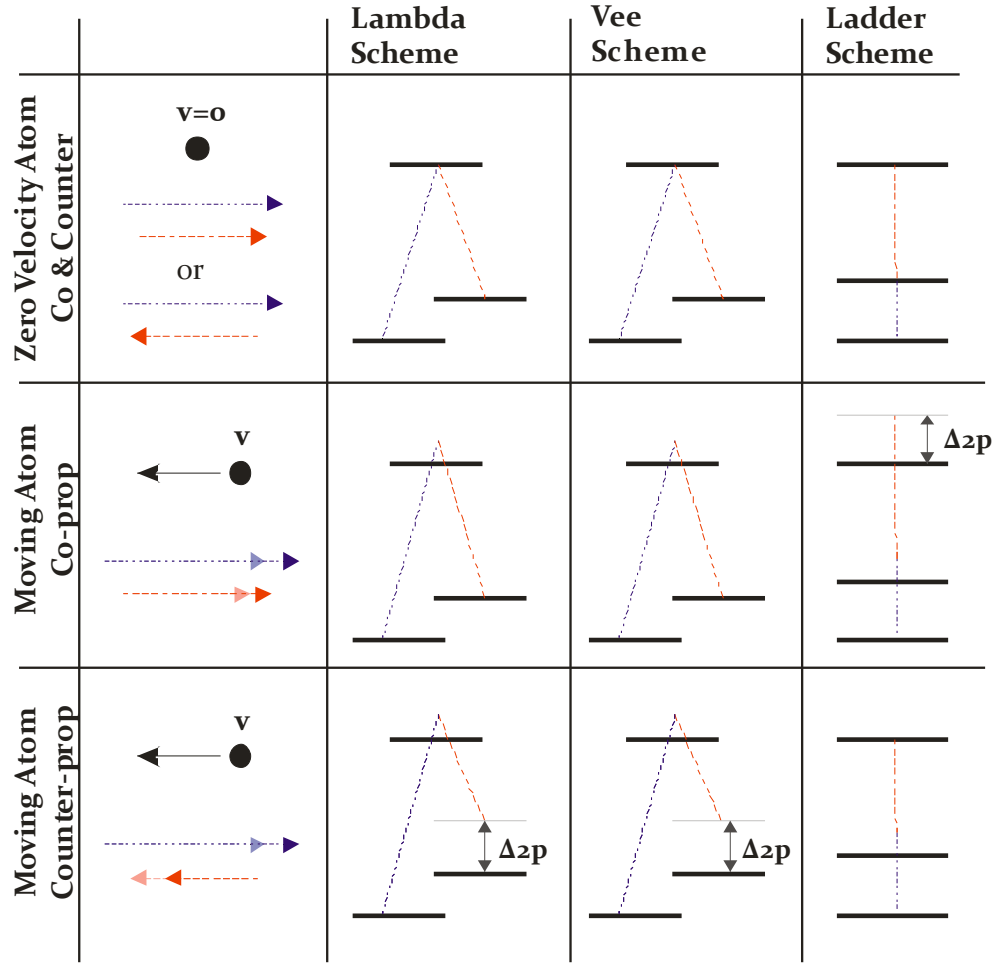 Lambda
Scheme
Vee
Scheme
Ladder
Scheme
Zero Velocity Atom
Co & Counter
v=0
or
Moving Atom
Co-prop
v
Δ2p
Moving Atom
Counter-prop
v
Δ2p
Δ2p